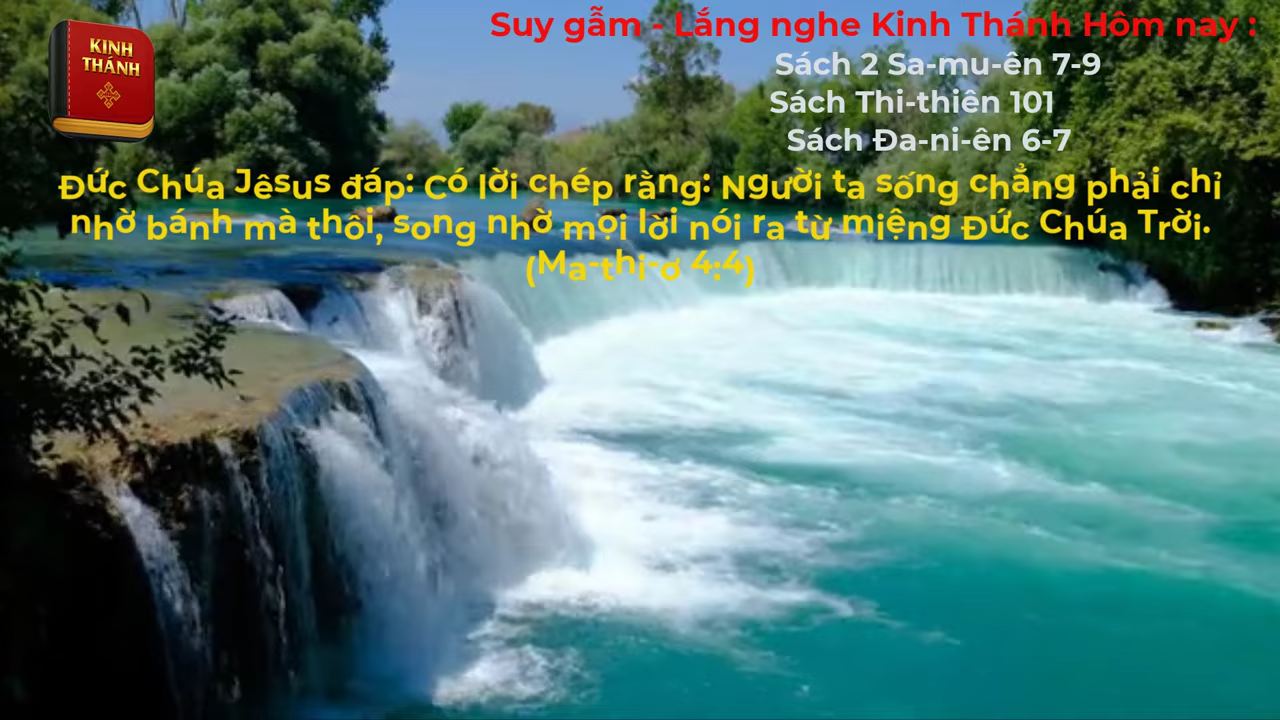 KINH
THÁNH
Suy gẫm - Lắng nghe Kinh Thánh Hôm nay :
Sách 2 Sa-mu-ên 7-9
Sách Thi-thiên 101
Sách Đa-ni-ên 6-7
Đức Chúa Jêsus đáp: Có lời chép rằng: Người ta sống chẳng phải chỉ
nhờ bánh mà thôi, song nhờ mọi lời nói ra từ miệng Đức Chúa Trời.
(Ma-thi-ơ 4:4)